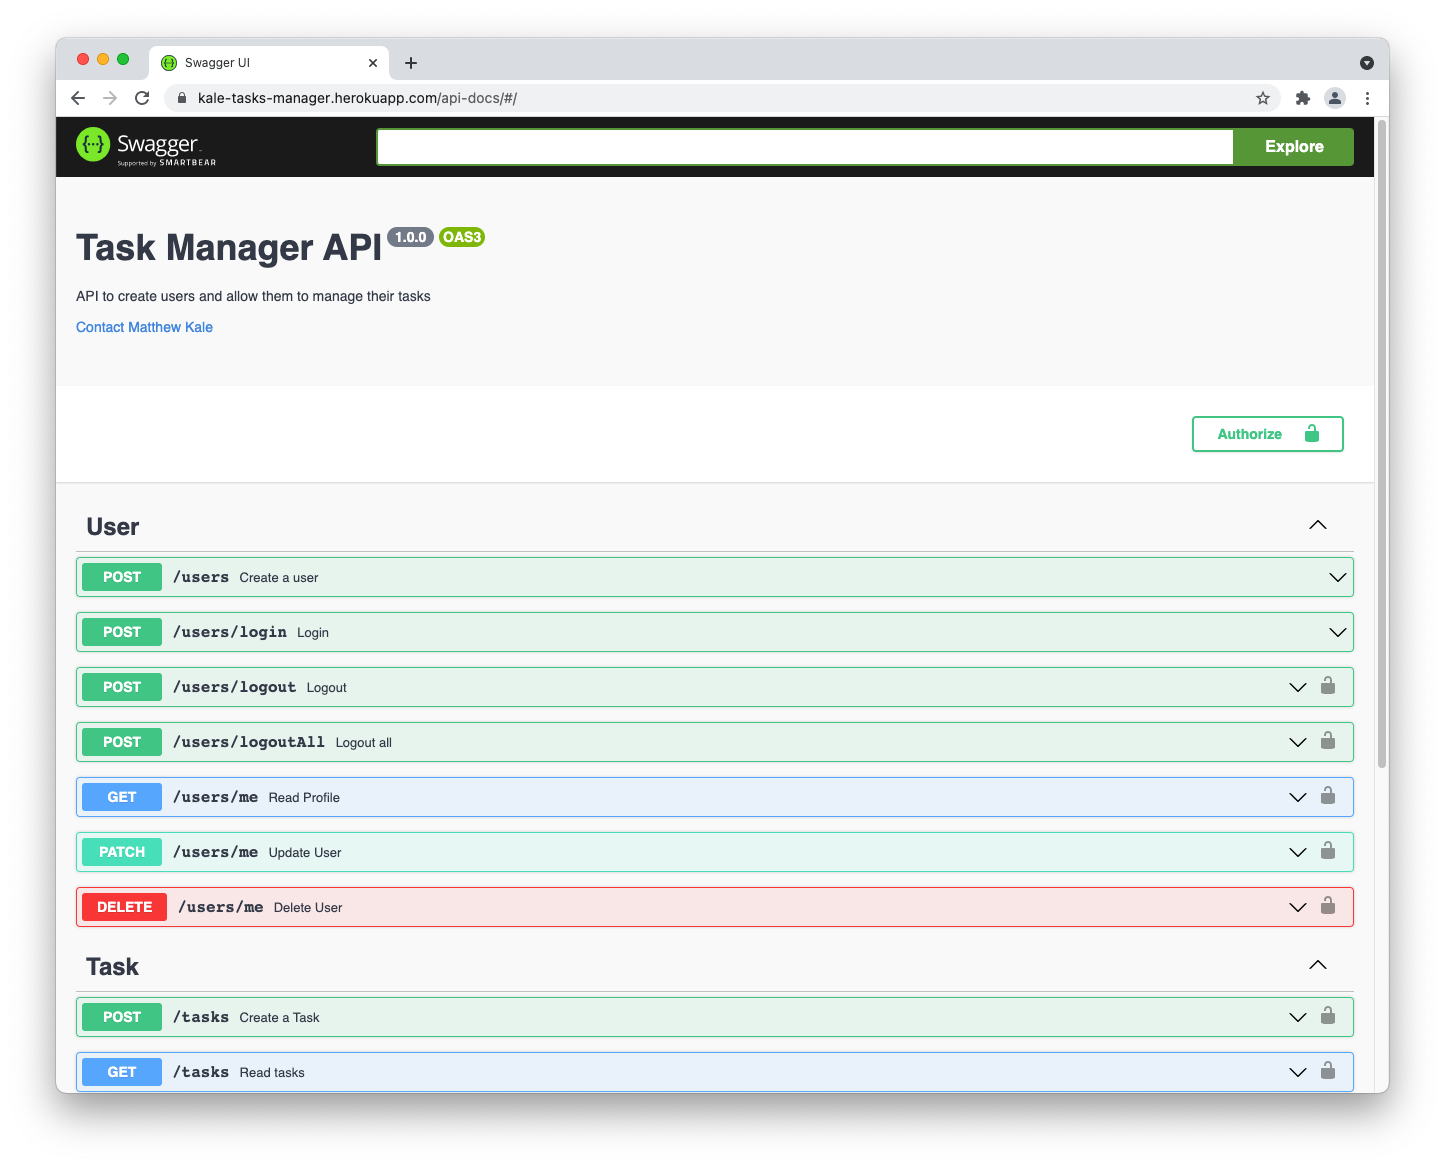 Swagger UI
kale-tasks-manager.herokuapp.com/api-docs/#/
Swagger
Supported by SMARTBEAR
Explore
Task Manager API 1.0.0 OAS3
API to create users and allow them to manage their tasks
Contact Matthew Kale
Authorize
User
POST /users Create a user
POST /users/login Login
POST /users/logout Logout
POST /users/logoutAll Logout all
GET /users/me Read Profile
PATCH /users/me Update User
DELETE /users/me Delete User
Task
POST /tasks Create a Task
GET /tasks Read tasks